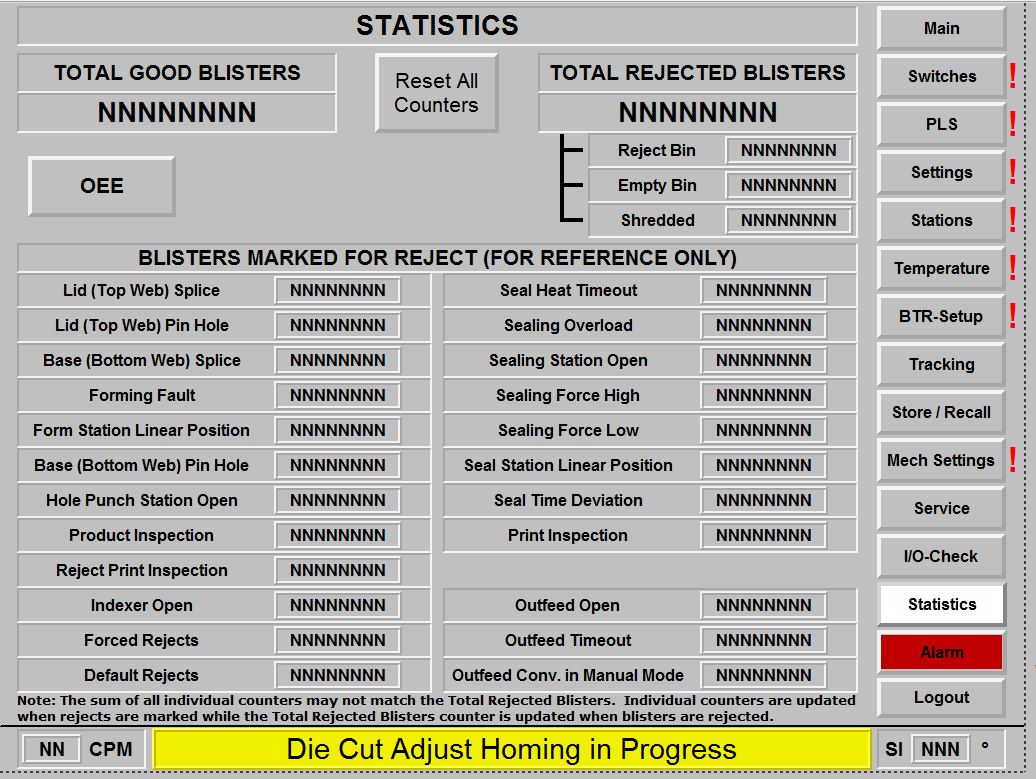 STATISTICS
TOTAL GOOD BLISTERS
NNNNNNNN
Reset All
Counters
TOTAL REJECTED BLISTERS
NNNNNNNN
Reject Bin NNNNNNNN
Empty Bin NNNNNNNN
Shredded NNNNNNNN
OEE
BLISTERS MARKED FOR REJECT (FOR REFERENCE ONLY)
Lid (Top Web) Splice NNNNNNNN
Lid (Top Web) Pin Hole NNNNNNNN
Base (Bottom Web) Splice NNNNNNNN
Forming Fault NNNNNNNN
Form Station Linear Position NNNNNNNN
Base (Bottom Web) Pin Hole NNNNNNNN
Hole Punch Station Open NNNNNNNN
Product Inspection NNNNNNNN
Reject Print Inspection NNNNNNNN
Indexer Open NNNNNNNN
Forced Rejects NNNNNNNN
Default Rejects NNNNNNNN
Seal Heat Timeout NNNNNNNN
Sealing Overload NNNNNNNN
Sealing Station Open NNNNNNNN
Sealing Force High NNNNNNNN
Sealing Force Low NNNNNNNN
Seal Station Linear Position NNNNNNNN
Seal Time Deviation NNNNNNNN
Print Inspection NNNNNNNN
Outfeed Open NNNNNNNN
Outfeed Timeout NNNNNNNN
Outfeed Conv. in Manual Mode NNNNNNNN
Note: The sum of all individual counters may not match the Total Rejected Blisters. Individual counters are updated
when rejects are marked while the Total Rejected Blisters counter is updated when blisters are rejected.
Main
Switches !
PLS !
Settings !
Stations !
Temperature !
BTR-Setup !
Tracking
Store / Recall
Mech Settings !
Service
I/O-Check
Statistics
Alarm
Logout
NN CPM
Die Cut Adjust Homing in Progress
SI NNN °